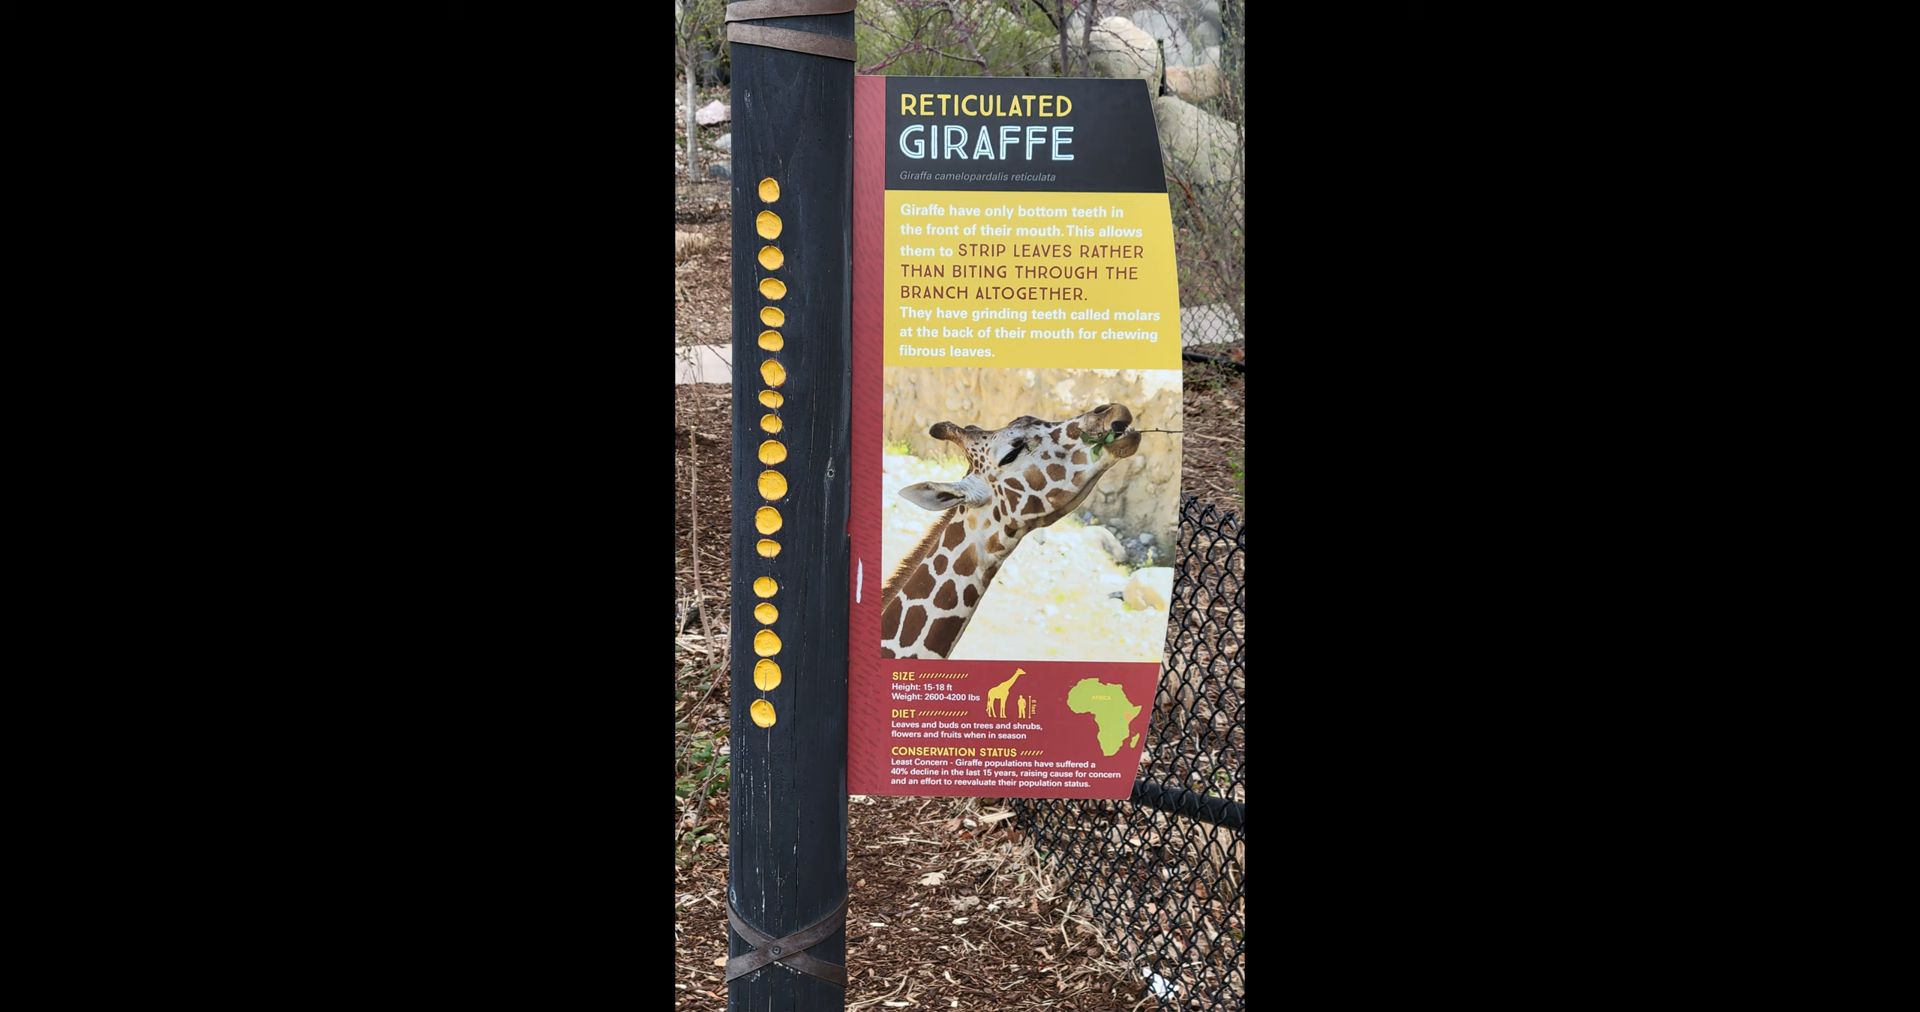 RETICULATED
GIRAFFE
Giraffa camelopardalis reticulata
Giraffe have only bottom teeth in
the front of their mouth. This allows
them to STRIP LEAVES RATHER
THAN BITING THROUGH THE
BRANCH ALTOGETHER.
They have grinding teeth called molars
at the back of their mouth for chewing
fibrous leaves.
SIZE
Height: 15-18 ft
Weight: 2600-4200 lbs
DIET
Leaves and buds on trees and shrubs,
flowers and fruits when in season
AFRICA
CONSERVATION STATUS
Least Concern - Giraffe populations have suffered a
40% decline in the last 15 years, raising cause for concern
and an effort to reevaluate their population status.